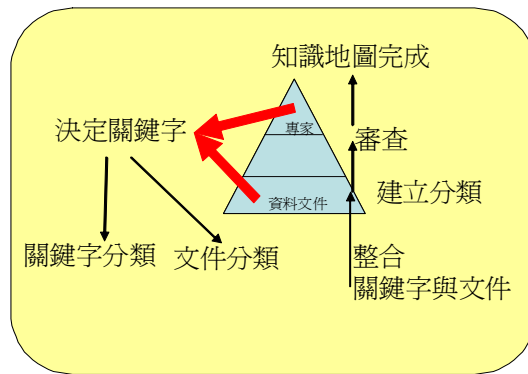 知識地圖完成
決定關鍵字
專家
審查
資料文件
建立分類
關鍵字分類
文件分類
整合
關鍵字與文件